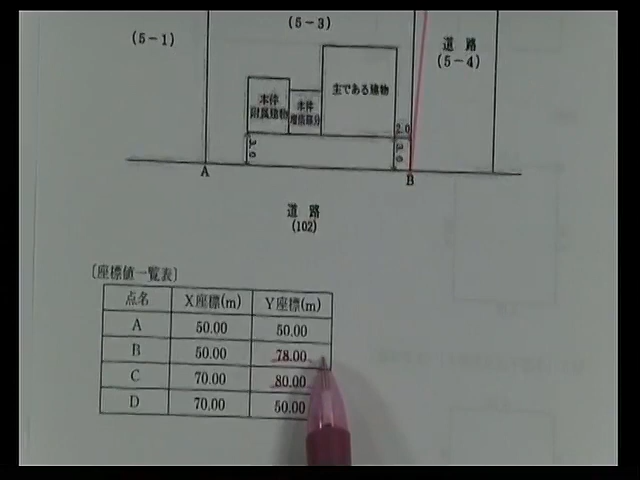 (5-1)
(5-3)
道路
(5-4)
本件
附属建物
本件
増築部分
主である建物
2.0
3.0
3.0
A
B
道路
(102)
〔座標値一覧表〕
点名 X座標(m) Y座標(m)
A 50.00 50.00
B 50.00 78.00
C 70.00 80.00
D 70.00 50.00